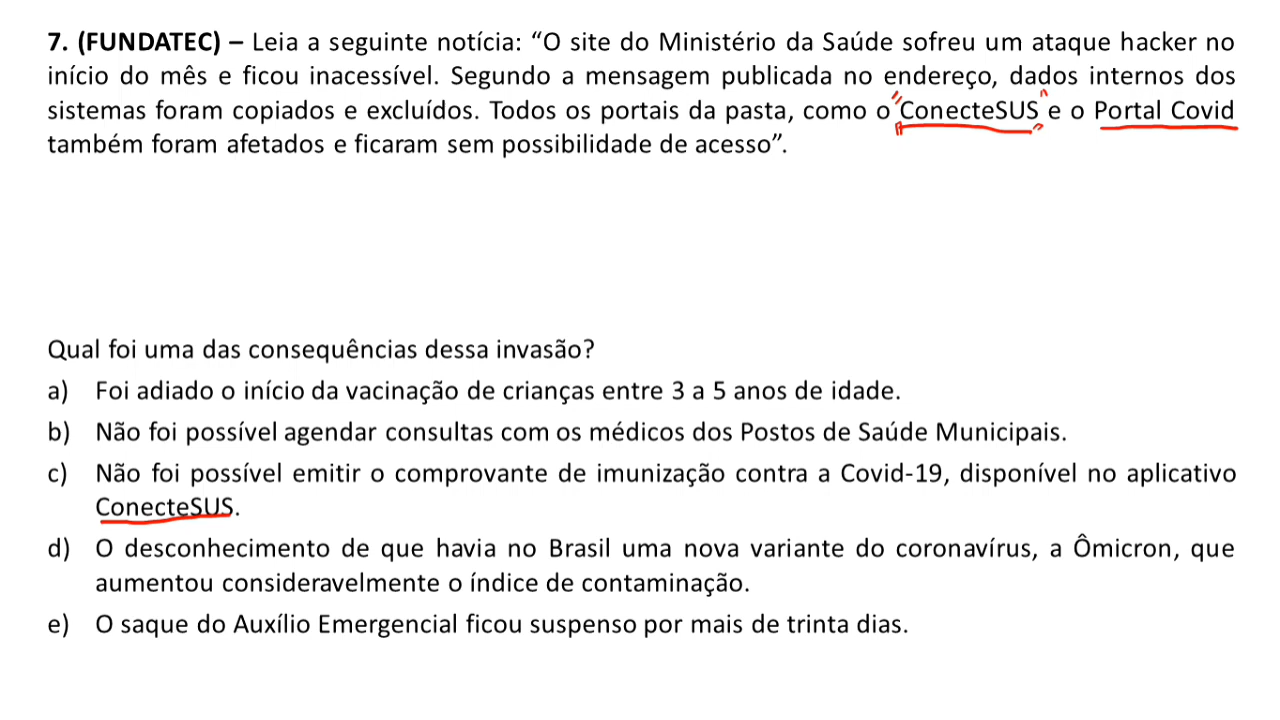 7. (FUNDATEC) – Leia a seguinte notícia: “O site do Ministério da Saúde sofreu um ataque hacker no
início do mês e ficou inacessível. Segundo a mensagem publicada no endereço, dados internos dos
sistemas foram copiados e excluídos. Todos os portais da pasta, como o "ConecteSUS" e o Portal Covid
também foram afetados e ficaram sem possibilidade de acesso”.
Qual foi uma das consequências dessa invasão?
a) Foi adiado o início da vacinação de crianças entre 3 a 5 anos de idade.
b) Não foi possível agendar consultas com os médicos dos Postos de Saúde Municipais.
c) Não foi possível emitir o comprovante de imunização contra a Covid-19, disponível no aplicativo
ConecteSUS.
d) O desconhecimento de que havia no Brasil uma nova variante do coronavírus, a Ômicron, que
aumentou consideravelmente o índice de contaminação.
e) O saque do Auxílio Emergencial ficou suspenso por mais de trinta dias.